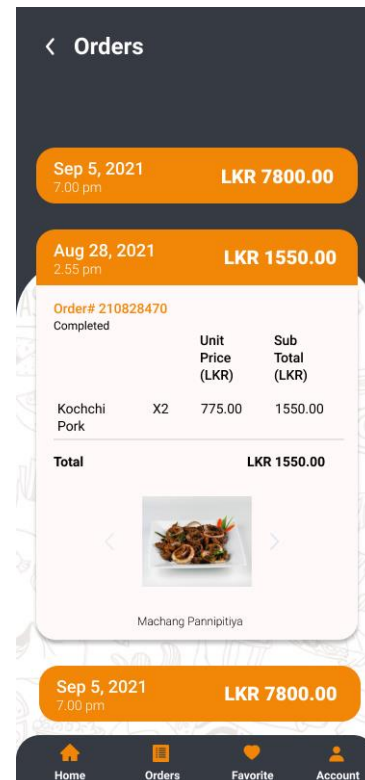 Orders
Sep 5, 2021 LKR 7800.00
7.00 pm
Aug 28, 2021 LKR 1550.00
2.55 pm
Order# 210828470
Completed
Unit Price (LKR) Sub Total (LKR)
Kochchi Pork X2 775.00 1550.00
Total LKR 1550.00
Machang Pannipitiya
Sep 5, 2021 LKR 7800.00
7.00 pm
Home Orders Favorite Account